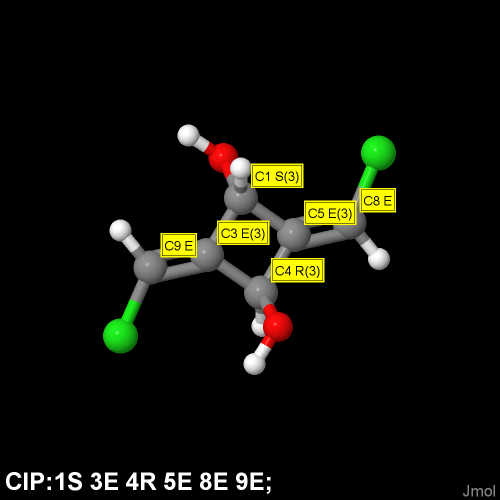 C1 S(3)
C8 E
C5 E(3)
C3 E(3)
C9 E
C4 R(3)
CIP:1S 3E 4R 5E 8E 9E;
Jmol